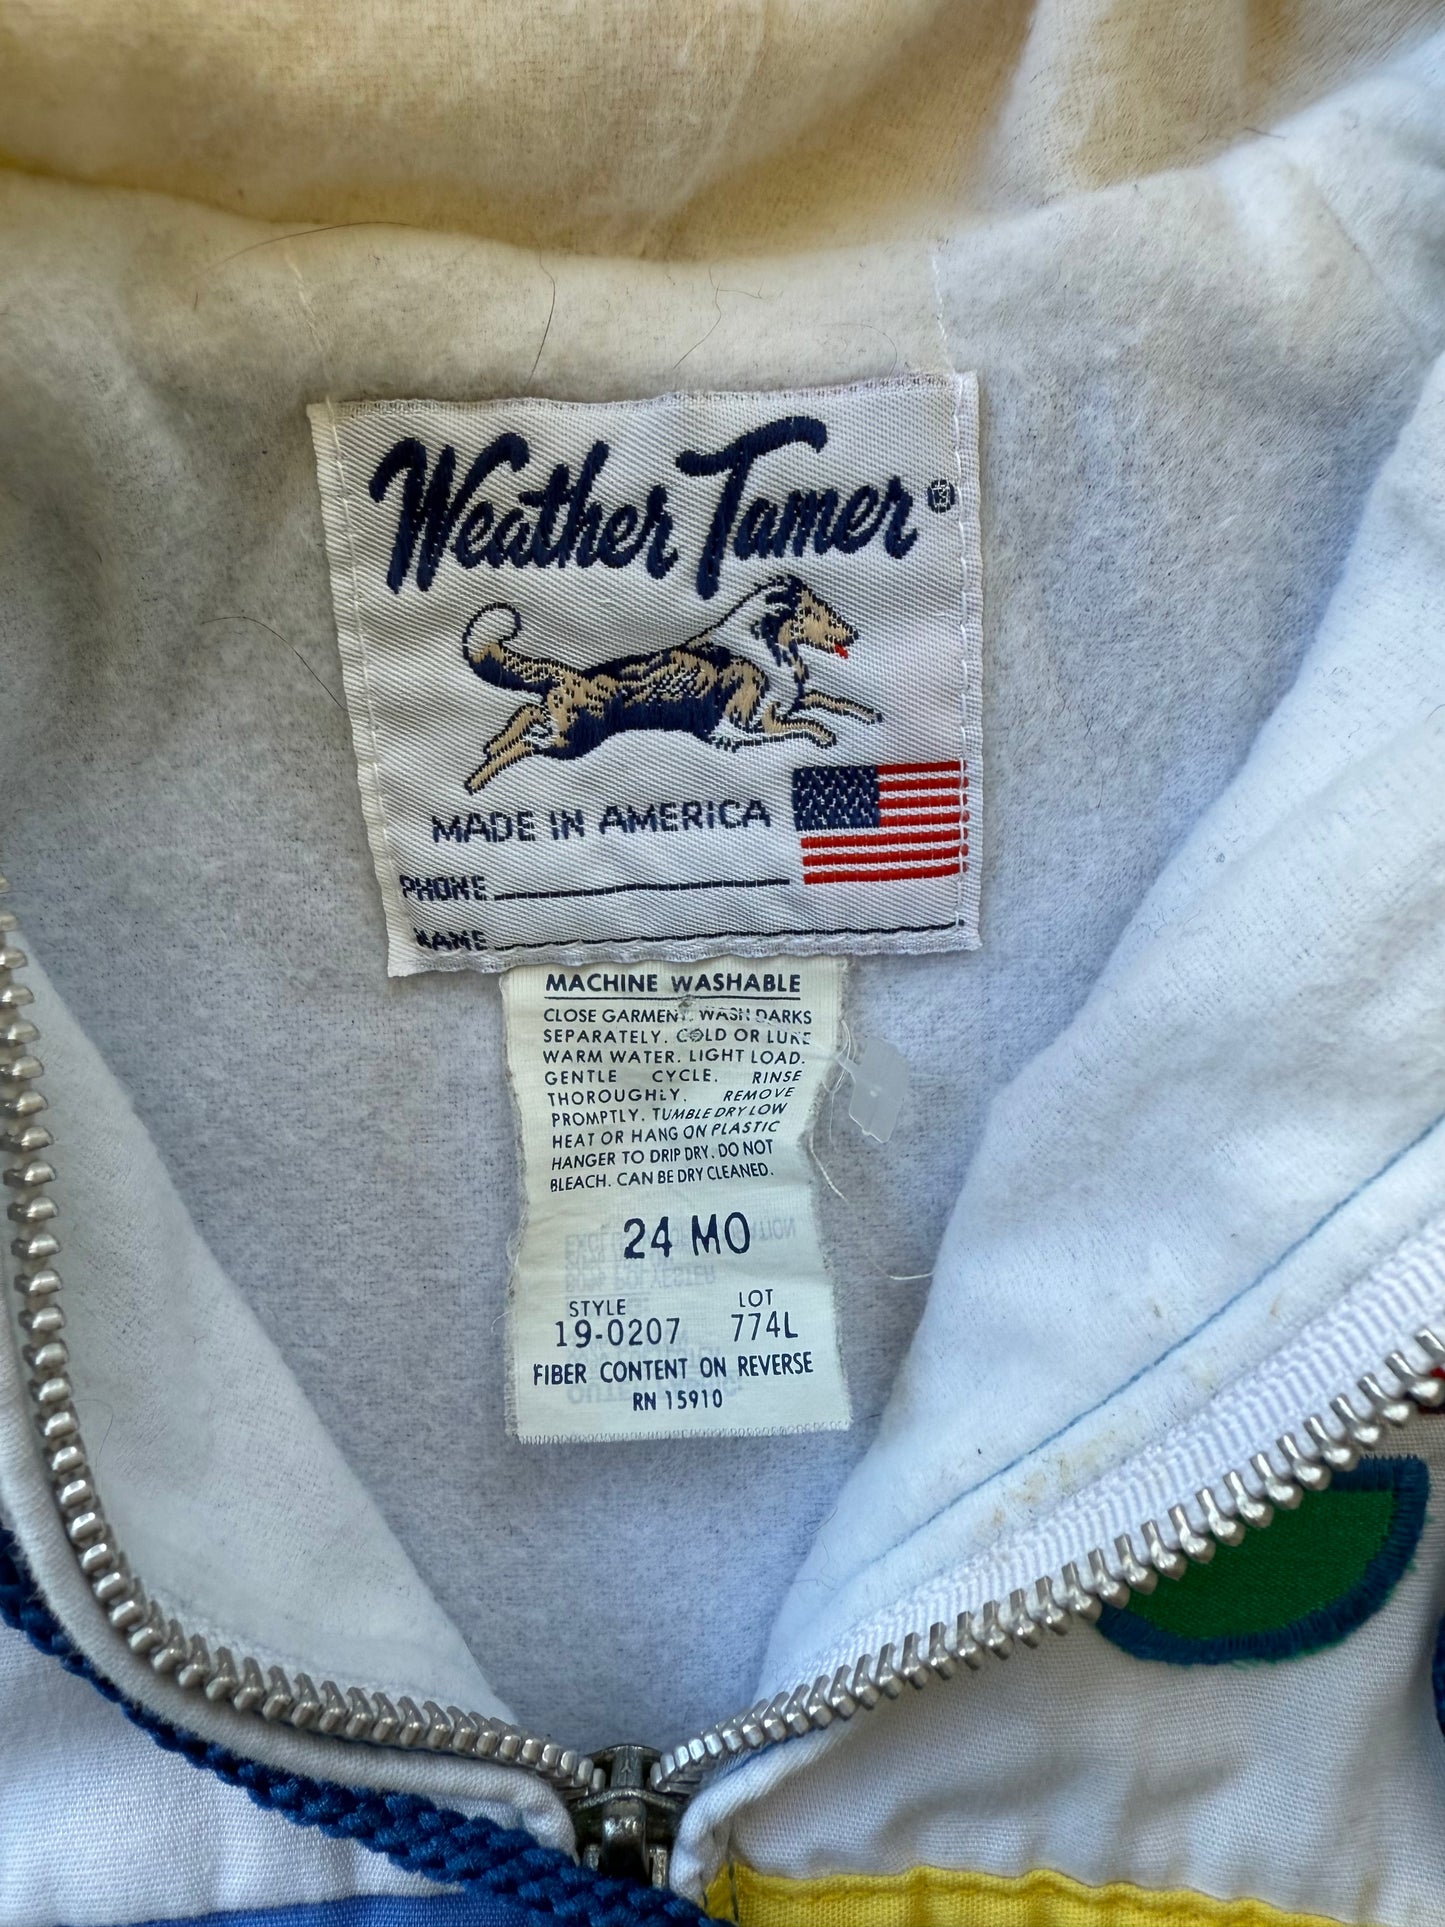 Weather Tamer®
MADE IN AMERICA
PHONE
NAME
MACHINE WASHABLE
CLOSE GARMENT. WASH DARKS
SEPARATELY. COLD OR LUKE
WARM WATER. LIGHT LOAD.
GENTLE CYCLE. RINSE
THOROUGHLY. REMOVE
PROMPTLY. TUMBLE DRY LOW
HEAT OR HANG ON PLASTIC
HANGER TO DRIP DRY. DO NOT
BLEACH. CAN BE DRY CLEANED.
24 MO
STYLE LOT
19-0207 774L
FIBER CONTENT ON REVERSE
RN 15910